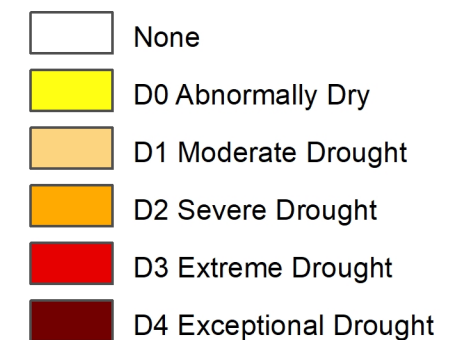 None
D0 Abnormally Dry
D1 Moderate Drought
D2 Severe Drought
D3 Extreme Drought
D4 Exceptional Drought